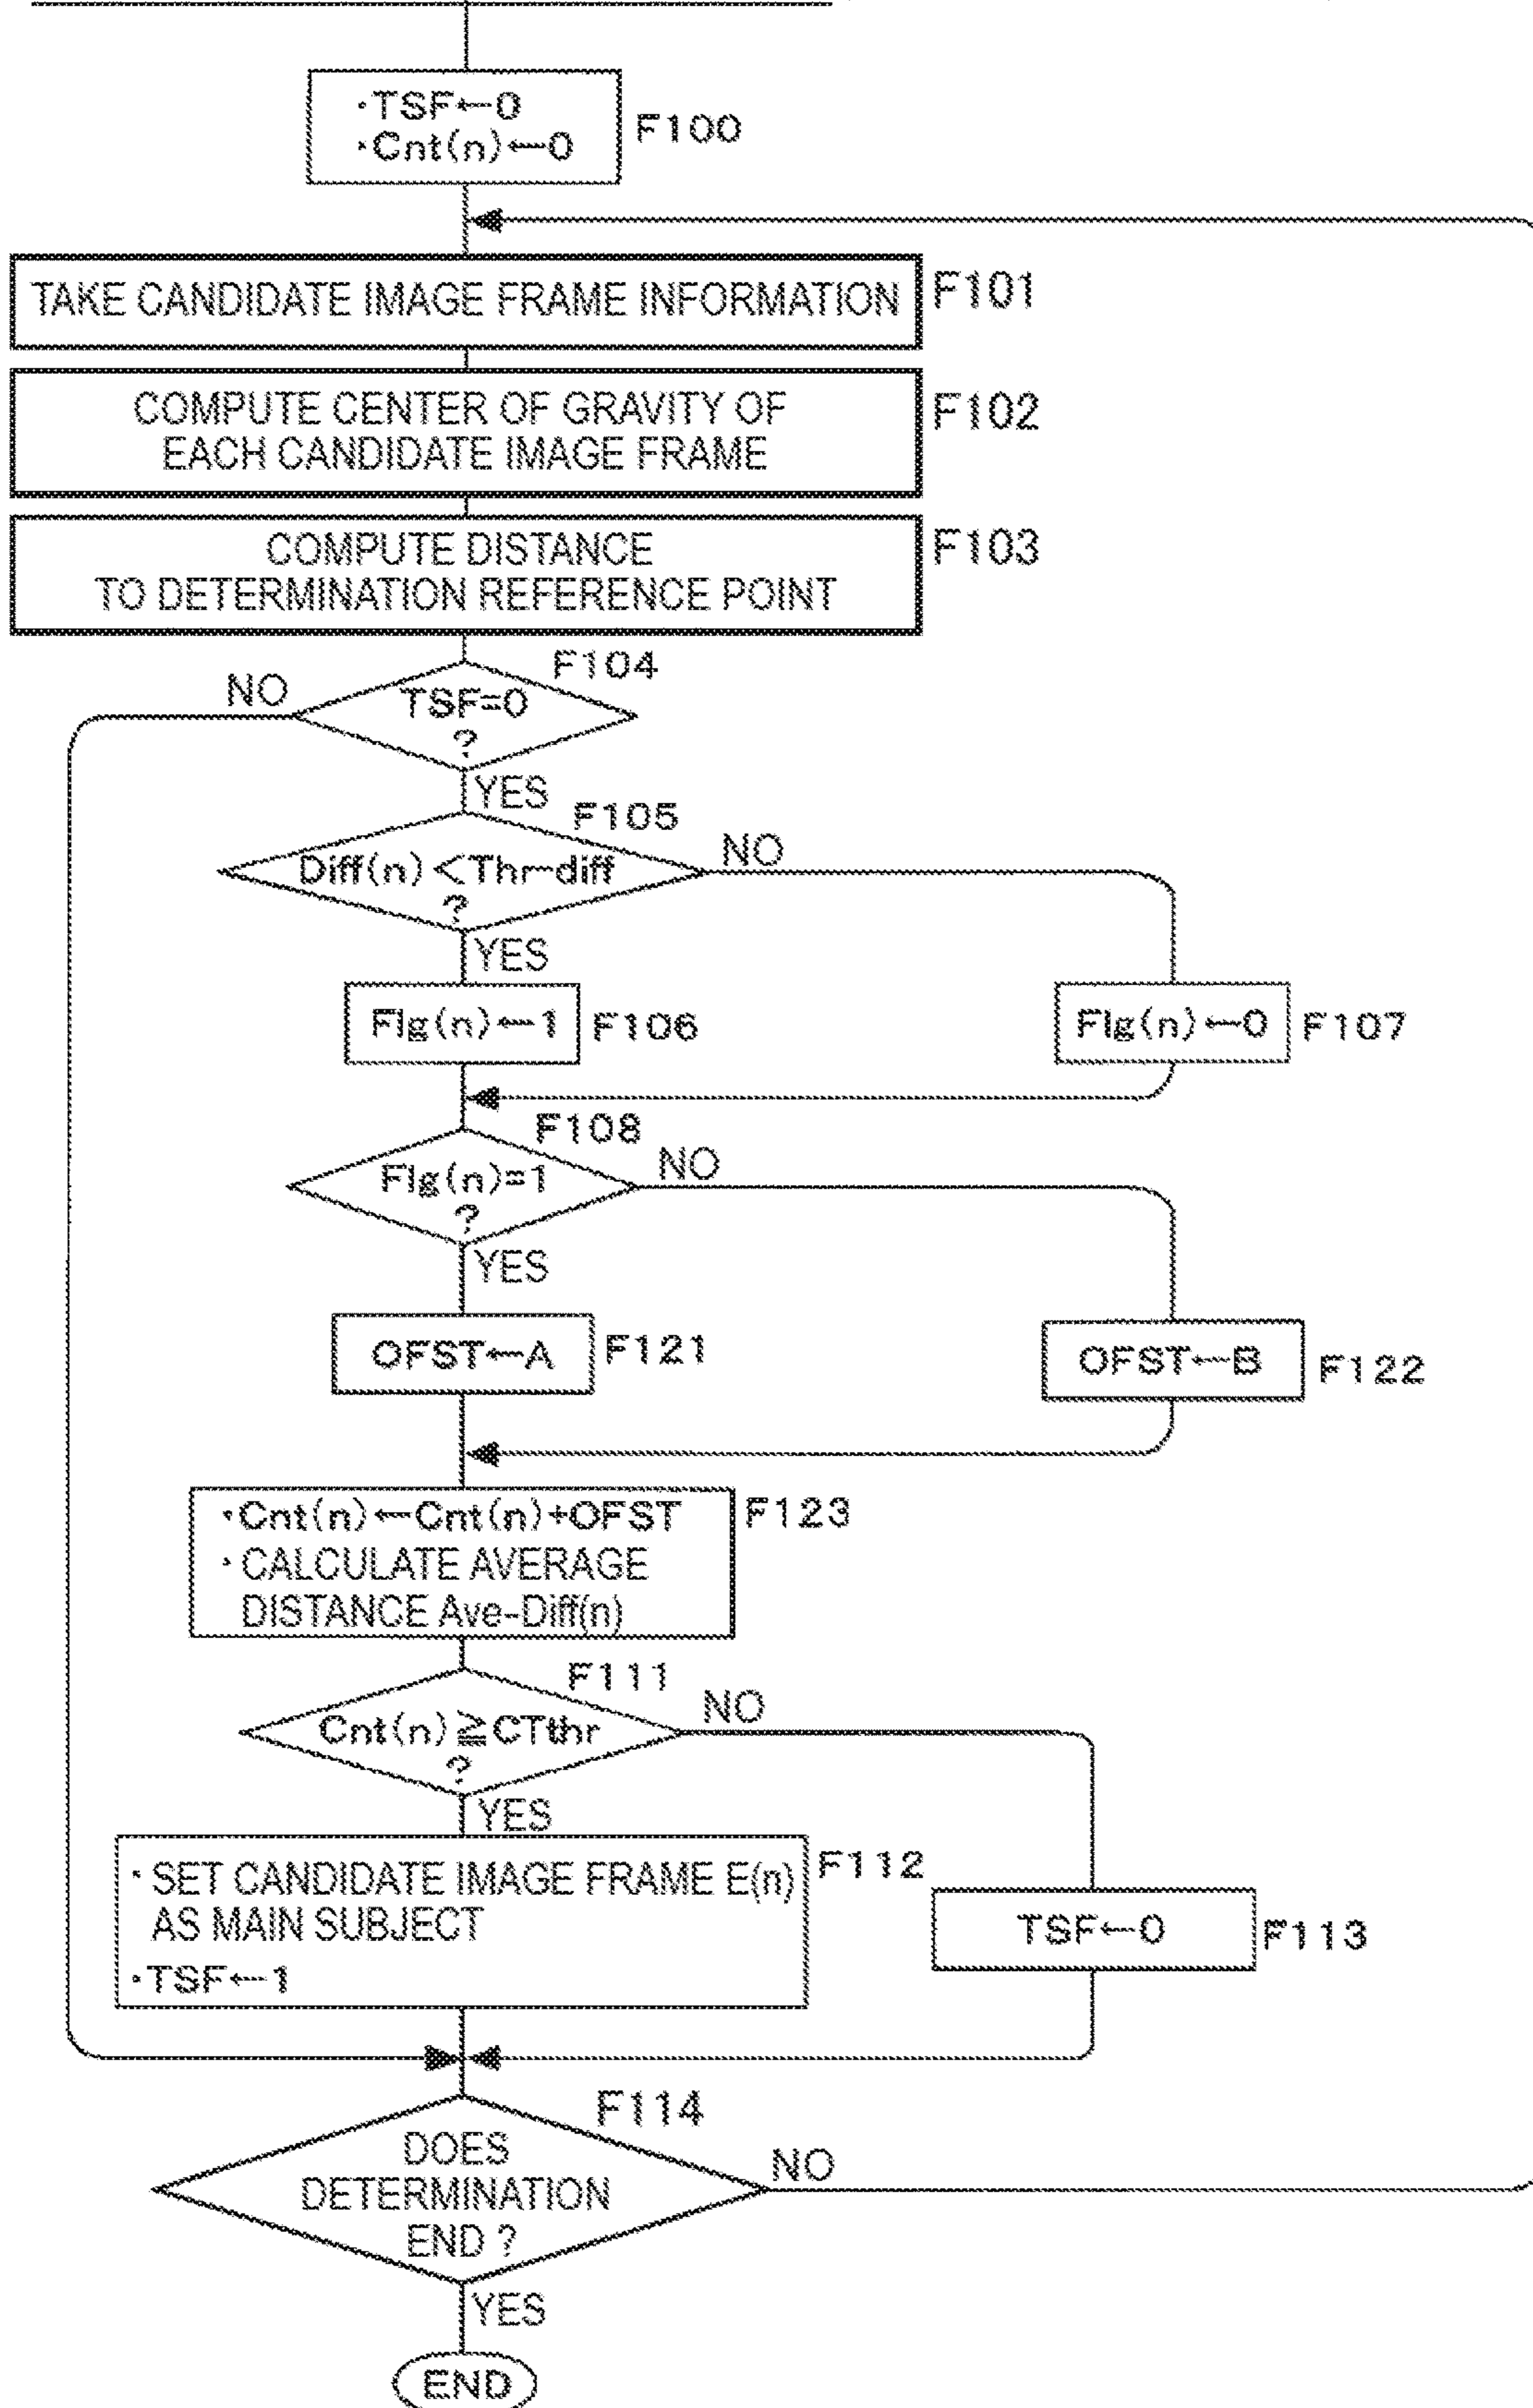 ·TSF←0
·Cnt(n)←0
F100
TAKE CANDIDATE IMAGE FRAME INFORMATION
F101
COMPUTE CENTER OF GRAVITY OF
EACH CANDIDATE IMAGE FRAME
F102
COMPUTE DISTANCE
TO DETERMINATION REFERENCE POINT
F103
F104
NO
TSF=0
?
YES
F105
NO
Diff(n)<Thr-diff
?
YES
Flg(n)←1
F106
Flg(n)←0
F107
F108
NO
Flg(n)=1
?
YES
OFST←A
F121
OFST←B
F122
·Cnt(n)←Cnt(n)+OFST
F123
·CALCULATE AVERAGE
DISTANCE Ave-Diff(n)
F111
NO
Cnt(n)≧CTthr
?
YES
·SET CANDIDATE IMAGE FRAME E(n)
AS MAIN SUBJECT
·TSF←1
F112
TSF←0
F113
F114
DOES
DETERMINATION
END ?
NO
YES
END